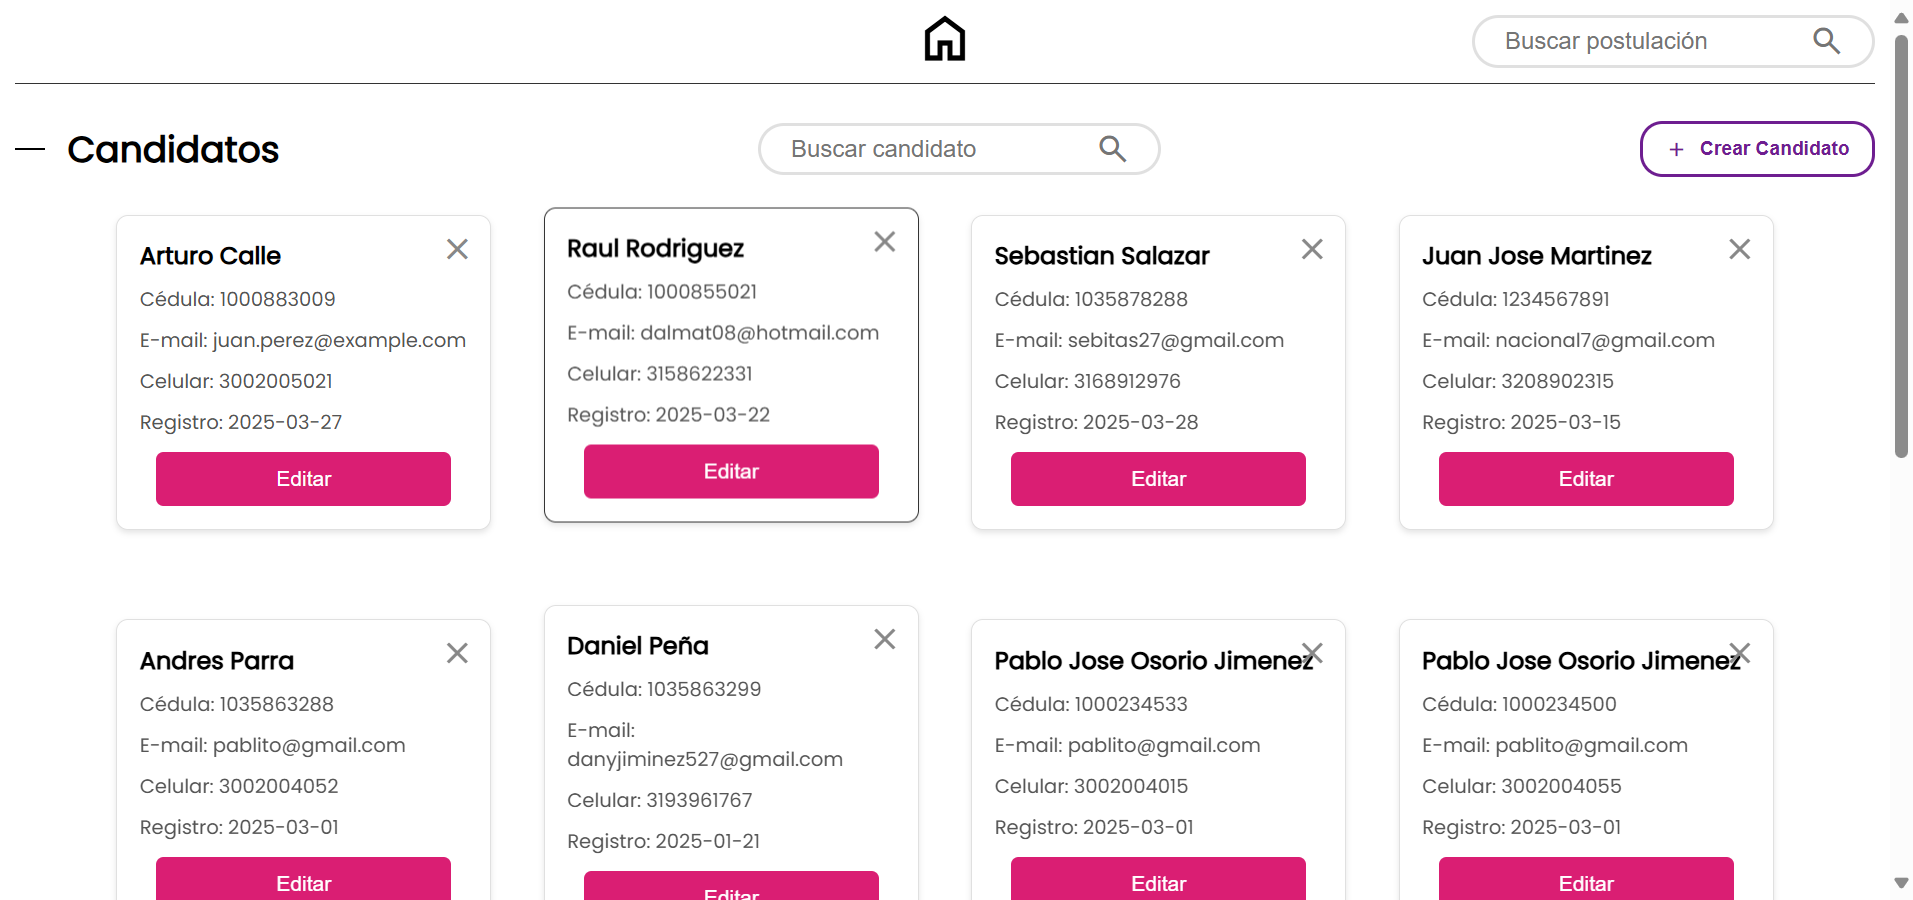 Buscar postulación
Candidatos
Buscar candidato
+ Crear Candidato
Arturo Calle
Cédula: 1000883009
E-mail: juan.perez@example.com
Celular: 3002005021
Registro: 2025-03-27
Editar
Raul Rodriguez
Cédula: 1000855021
E-mail: dalmat08@hotmail.com
Celular: 3158622331
Registro: 2025-03-22
Editar
Sebastian Salazar
Cédula: 1035878288
E-mail: sebitas27@gmail.com
Celular: 3168912976
Registro: 2025-03-28
Editar
Juan Jose Martinez
Cédula: 1234567891
E-mail: nacional7@gmail.com
Celular: 3208902315
Registro: 2025-03-15
Editar
Andres Parra
Cédula: 1035863288
E-mail: pablito@gmail.com
Celular: 3002004052
Registro: 2025-03-01
Editar
Daniel Peña
Cédula: 1035863299
E-mail:
danyjiminez527@gmail.com
Celular: 3193961767
Registro: 2025-01-21
Editar
Pablo Jose Osorio Jimenez
Cédula: 1000234533
E-mail: pablito@gmail.com
Celular: 3002004015
Registro: 2025-03-01
Editar
Pablo Jose Osorio Jimenez
Cédula: 1000234500
E-mail: pablito@gmail.com
Celular: 3002004055
Registro: 2025-03-01
Editar